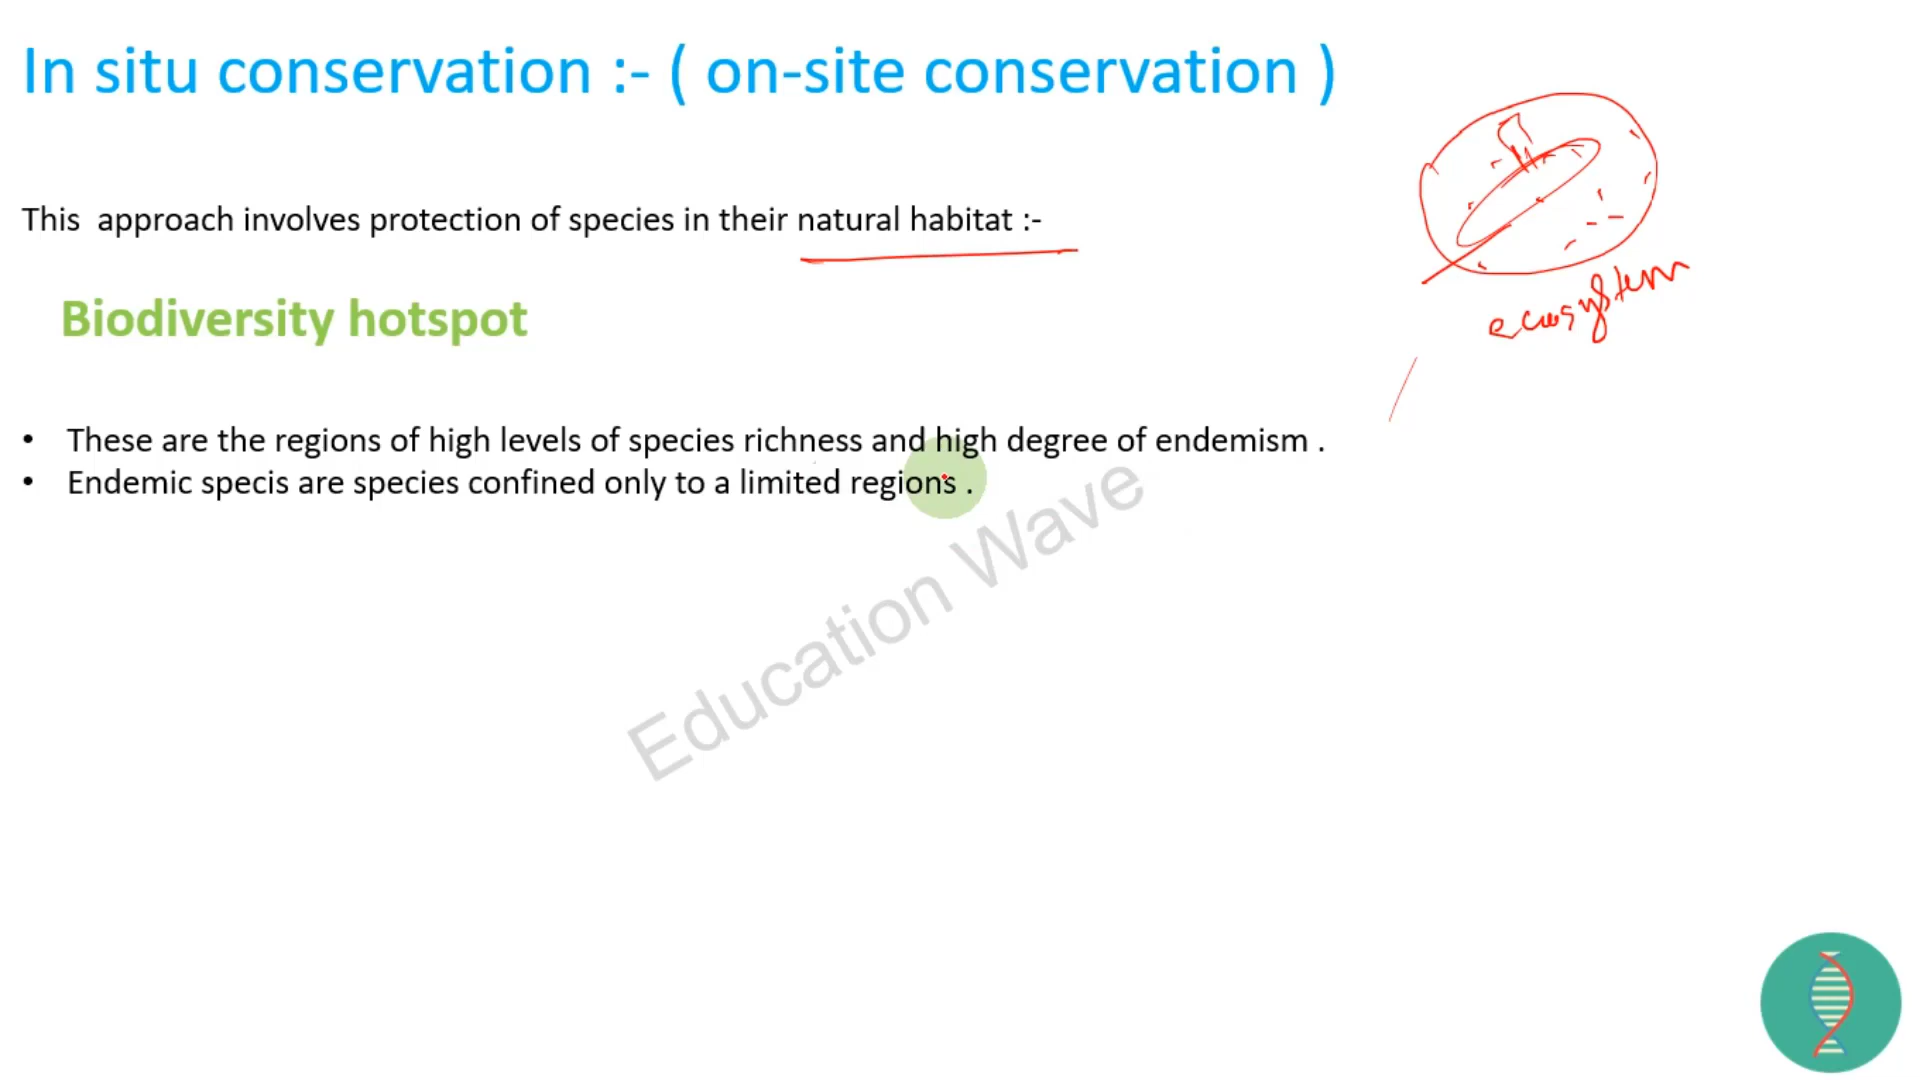 In situ conservation :- ( on-site conservation )
This approach involves protection of species in their natural habitat :-
ecosystem
Biodiversity hotspot
• These are the regions of high levels of species richness and high degree of endemism .
• Endemic specis are species confined only to a limited regions .
Education Wave